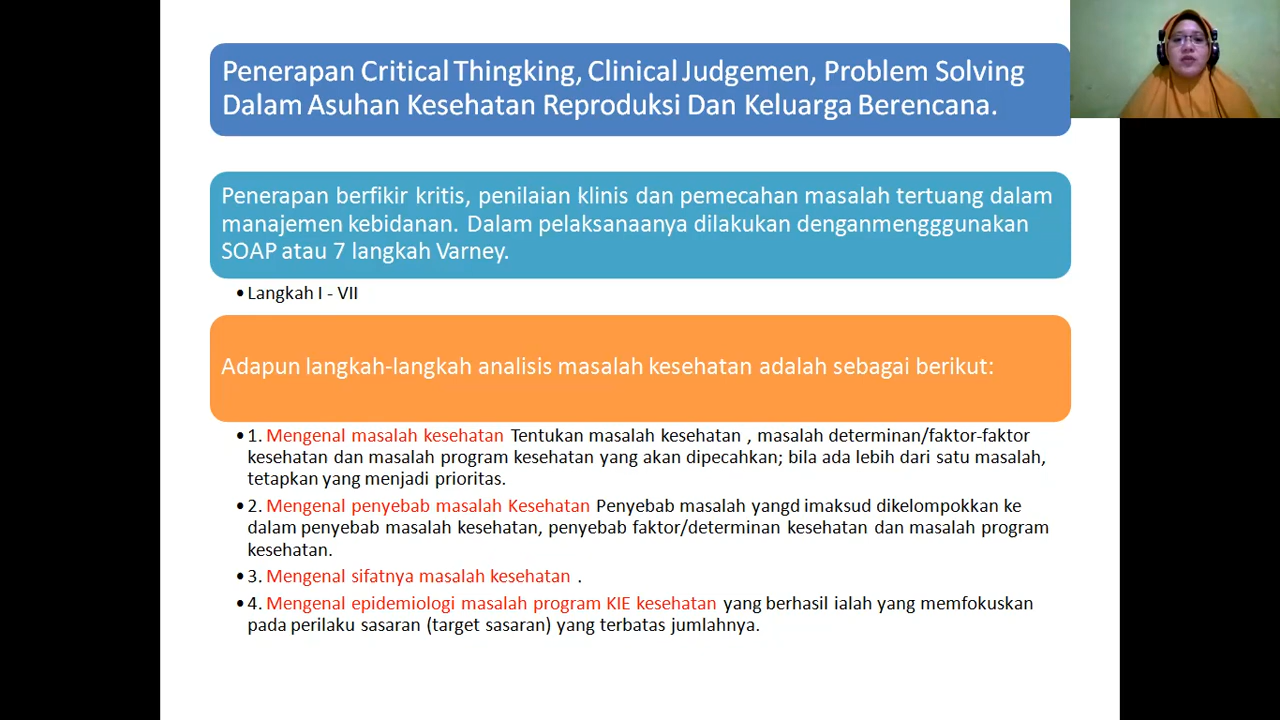 Penerapan Critical Thingking, Clinical Judgemen, Problem Solving
Dalam Asuhan Kesehatan Reproduksi Dan Keluarga Berencana.
Penerapan berfikir kritis, penilaian klinis dan pemecahan masalah tertuang dalam
manajemen kebidanan. Dalam pelaksanaanya dilakukan denganmengggunakan
SOAP atau 7 langkah Varney.
• Langkah I - VII
Adapun langkah-langkah analisis masalah kesehatan adalah sebagai berikut:
• 1. Mengenal masalah kesehatan Tentukan masalah kesehatan , masalah determinan/faktor-faktor
kesehatan dan masalah program kesehatan yang akan dipecahkan; bila ada lebih dari satu masalah,
tetapkan yang menjadi prioritas.
• 2. Mengenal penyebab masalah Kesehatan Penyebab masalah yangd imaksud dikelompokkan ke
dalam penyebab masalah kesehatan, penyebab faktor/determinan kesehatan dan masalah program
kesehatan.
• 3. Mengenal sifatnya masalah kesehatan .
• 4. Mengenal epidemiologi masalah program KIE kesehatan yang berhasil ialah yang memfokuskan
pada perilaku sasaran (target sasaran) yang terbatas jumlahnya.